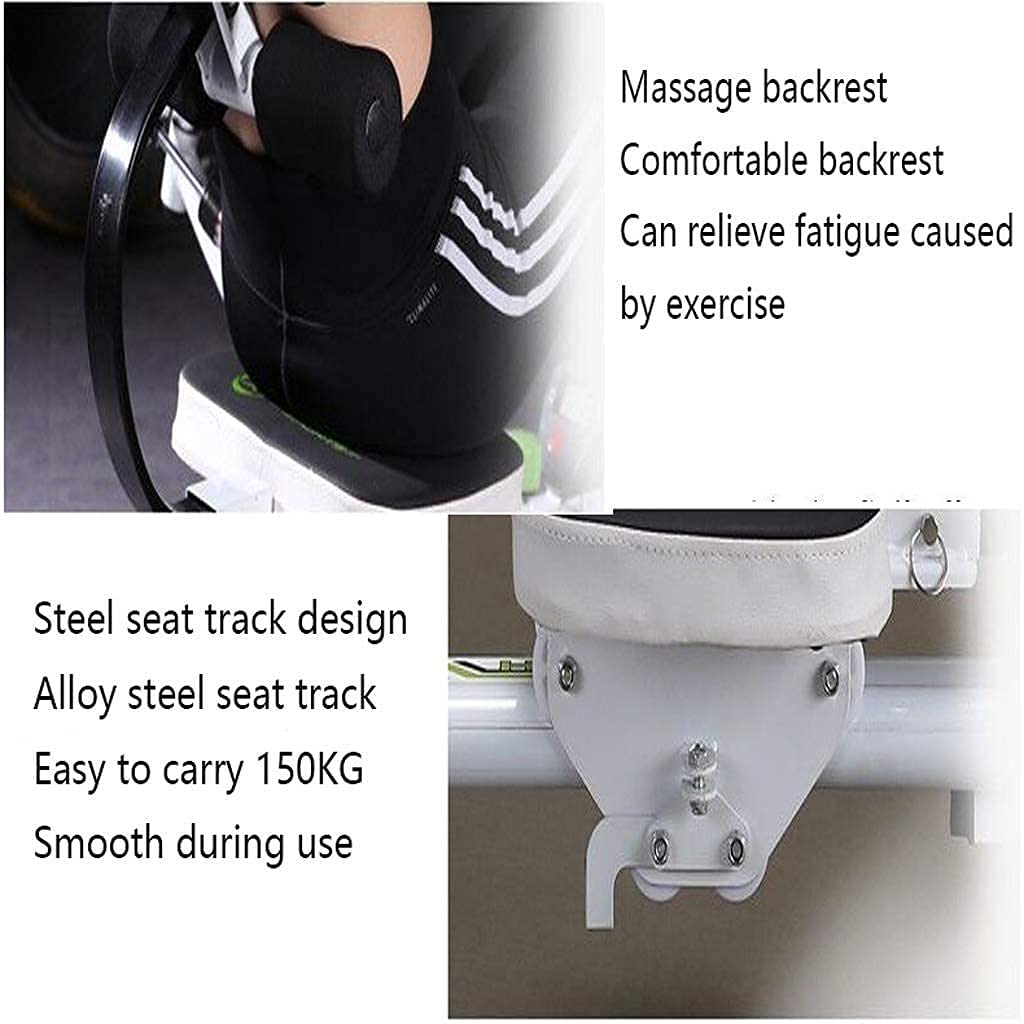 Massage backrest
Comfortable backrest
Can relieve fatigue caused
by exercise
CLIMALITE
Steel seat track design
Alloy steel seat track
Easy to carry 150KG
Smooth during use